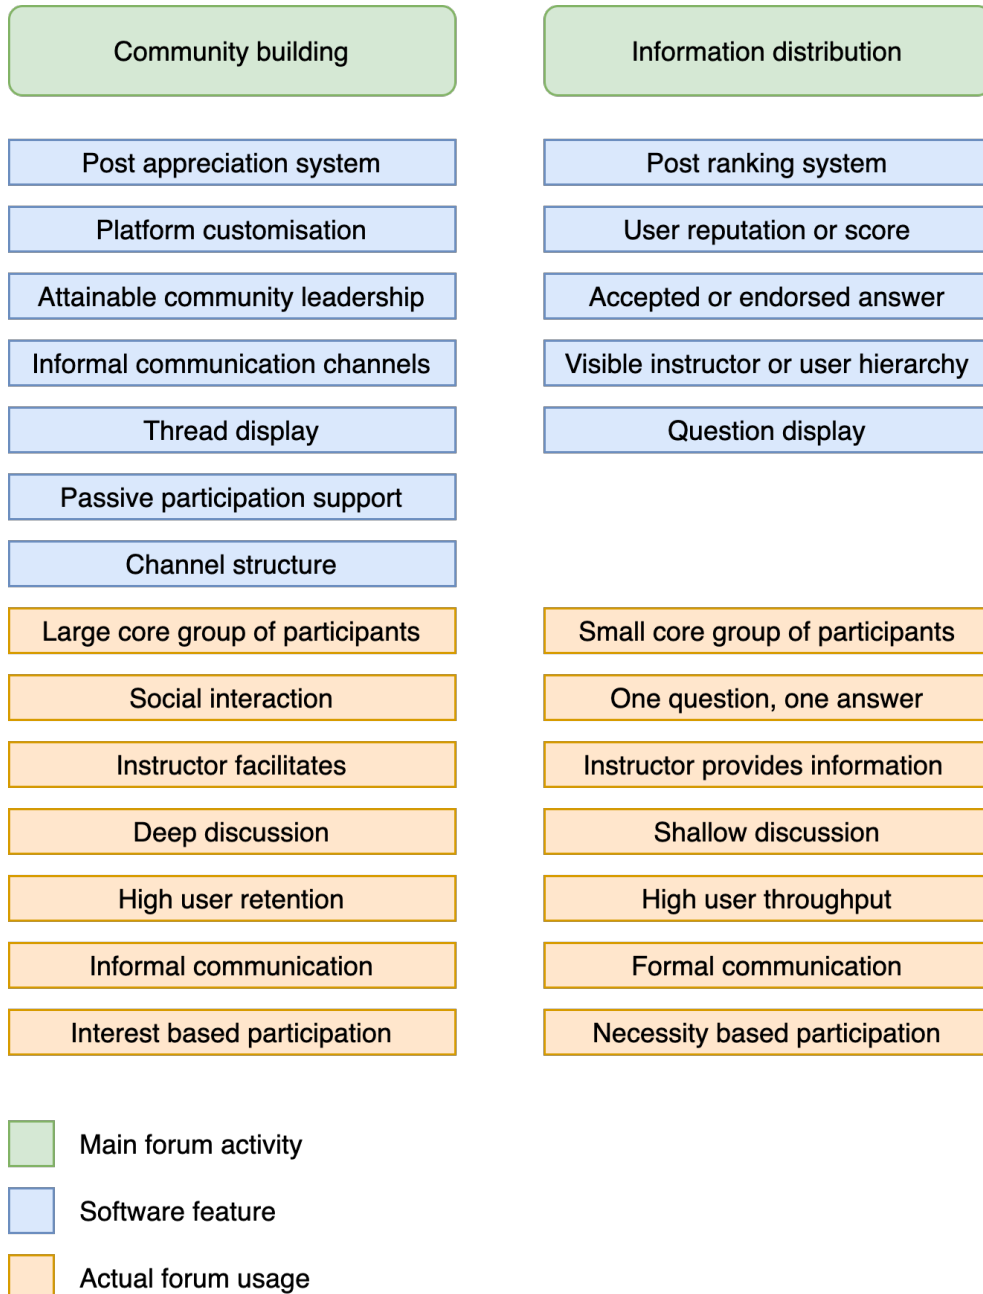 Community building
Information distribution
Post appreciation system
Post ranking system
Platform customisation
User reputation or score
Attainable community leadership
Accepted or endorsed answer
Informal communication channels
Visible instructor or user hierarchy
Thread display
Question display
Passive participation support
Channel structure
Large core group of participants
Small core group of participants
Social interaction
One question, one answer
Instructor facilitates
Instructor provides information
Deep discussion
Shallow discussion
High user retention
High user throughput
Informal communication
Formal communication
Interest based participation
Necessity based participation
Main forum activity
Software feature
Actual forum usage